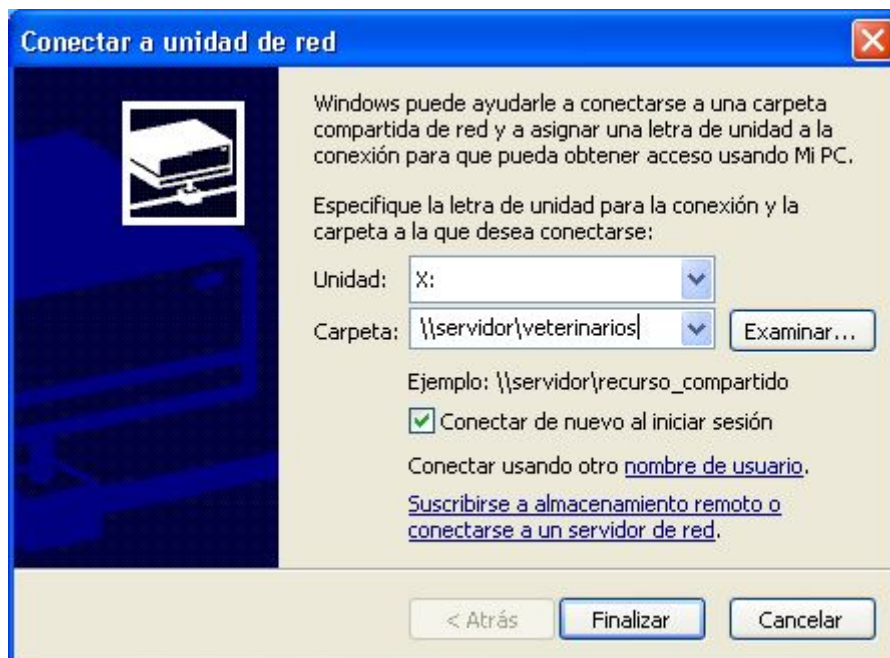 Conectar a unidad de red
Windows puede ayudarle a conectarse a una carpeta
compartida de red y a asignar una letra de unidad a la
conexión para que pueda obtener acceso usando Mi PC.
Especifique la letra de unidad para la conexión y la
carpeta a la que desea conectarse:
Unidad: X:
Carpeta: \\servidor\veterinarios Examinar...
Ejemplo: \\servidor\recurso_compartido
Conectar de nuevo al iniciar sesión
Conectar usando otro nombre de usuario.
Suscribirse a almacenamiento remoto o
conectarse a un servidor de red.
< Atrás Finalizar Cancelar